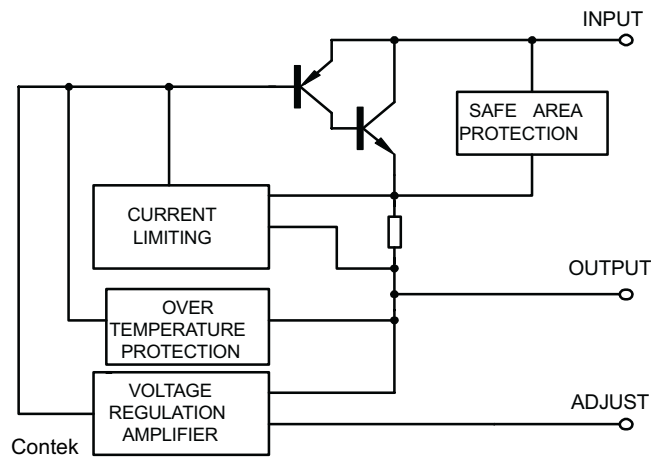 INPUT
SAFE AREA
PROTECTION
CURRENT
LIMITING
OUTPUT
OVER
TEMPERATURE
PROTECTION
VOLTAGE
REGULATION
AMPLIFIER
ADJUST
Contek